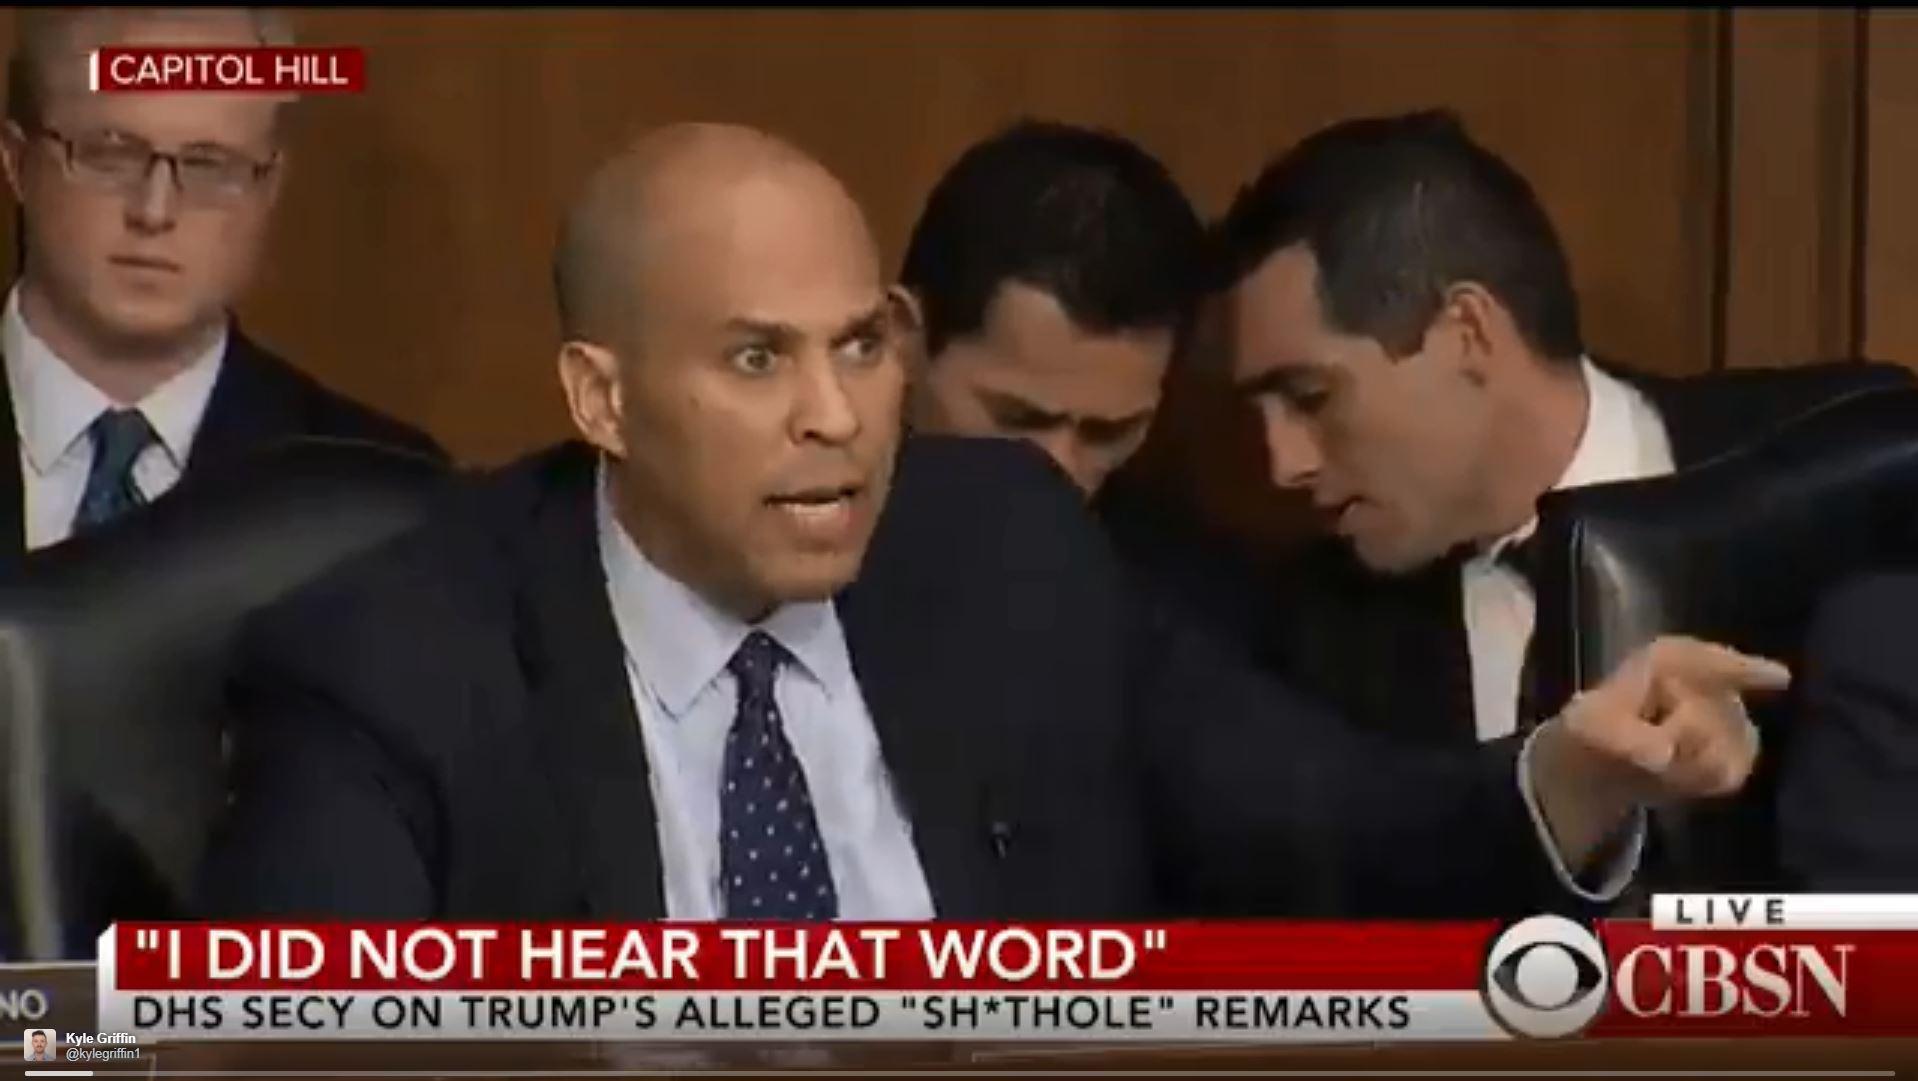 CAPITOL HILL
LIVE
"I DID NOT HEAR THAT WORD"
CBSN
DHS SECY ON TRUMP'S ALLEGED "SH*THOLE" REMARKS
NO
Kyle Griffin
@kylegriffin1